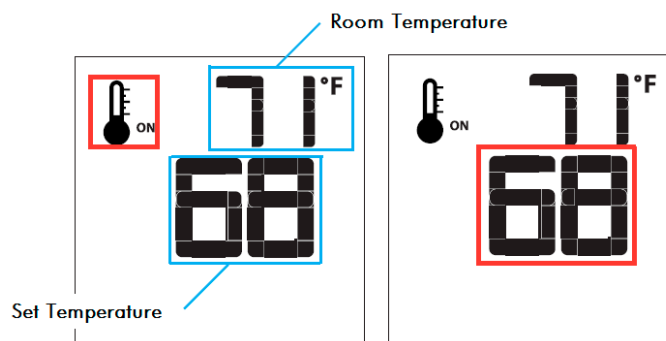 Room Temperature
71 °F
ON
68
Set Temperature
71 °F
ON
68